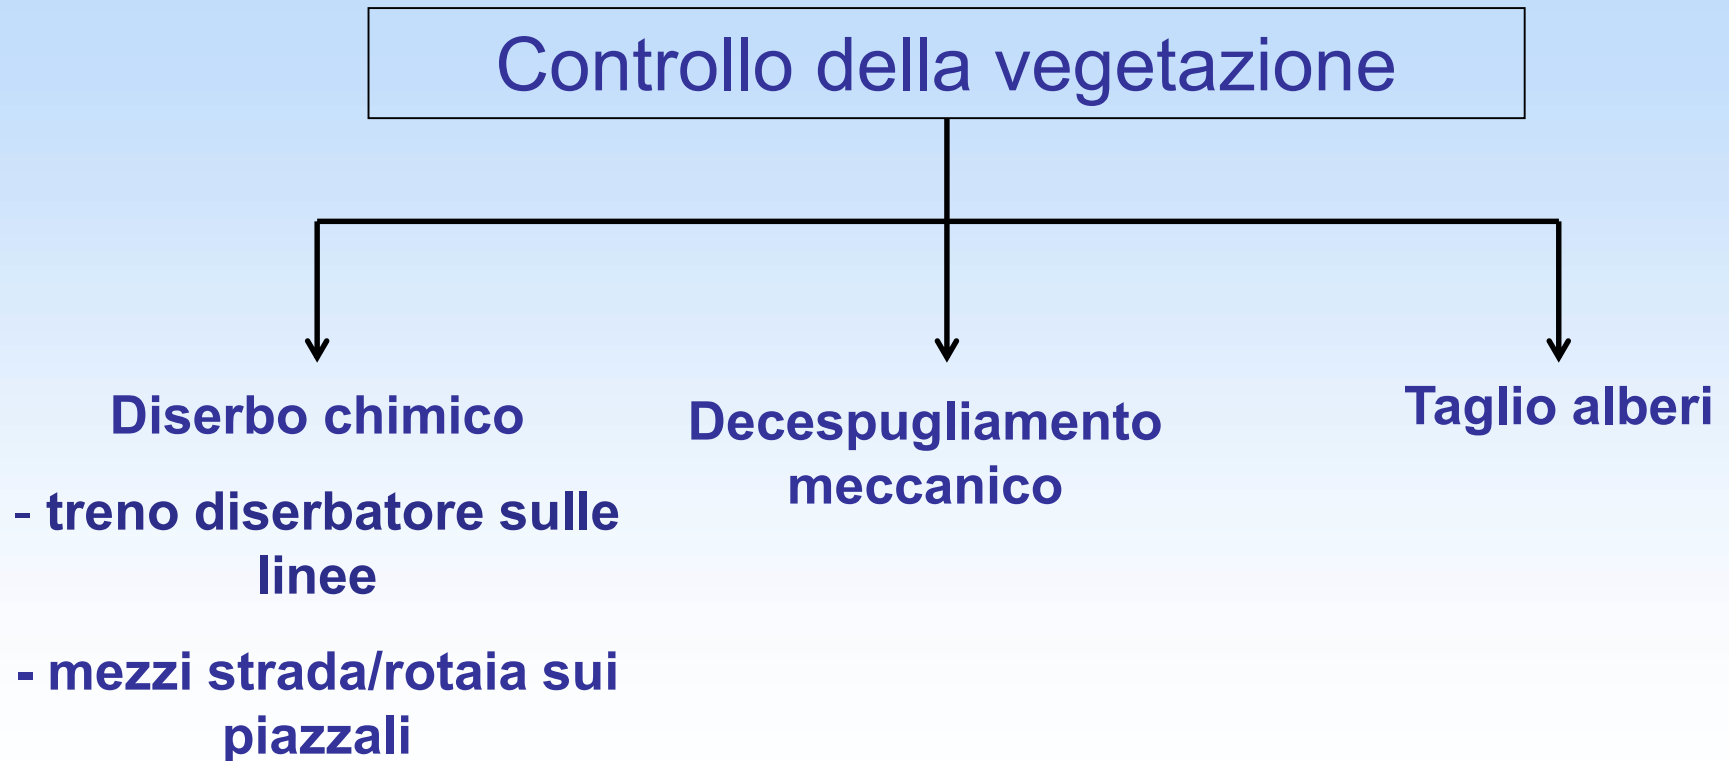 Controllo della vegetazione
Diserbo chimico
- treno diserbatore sulle
linee
- mezzi strada/rotaia sui
piazzali
Decespugliamento
meccanico
Taglio alberi